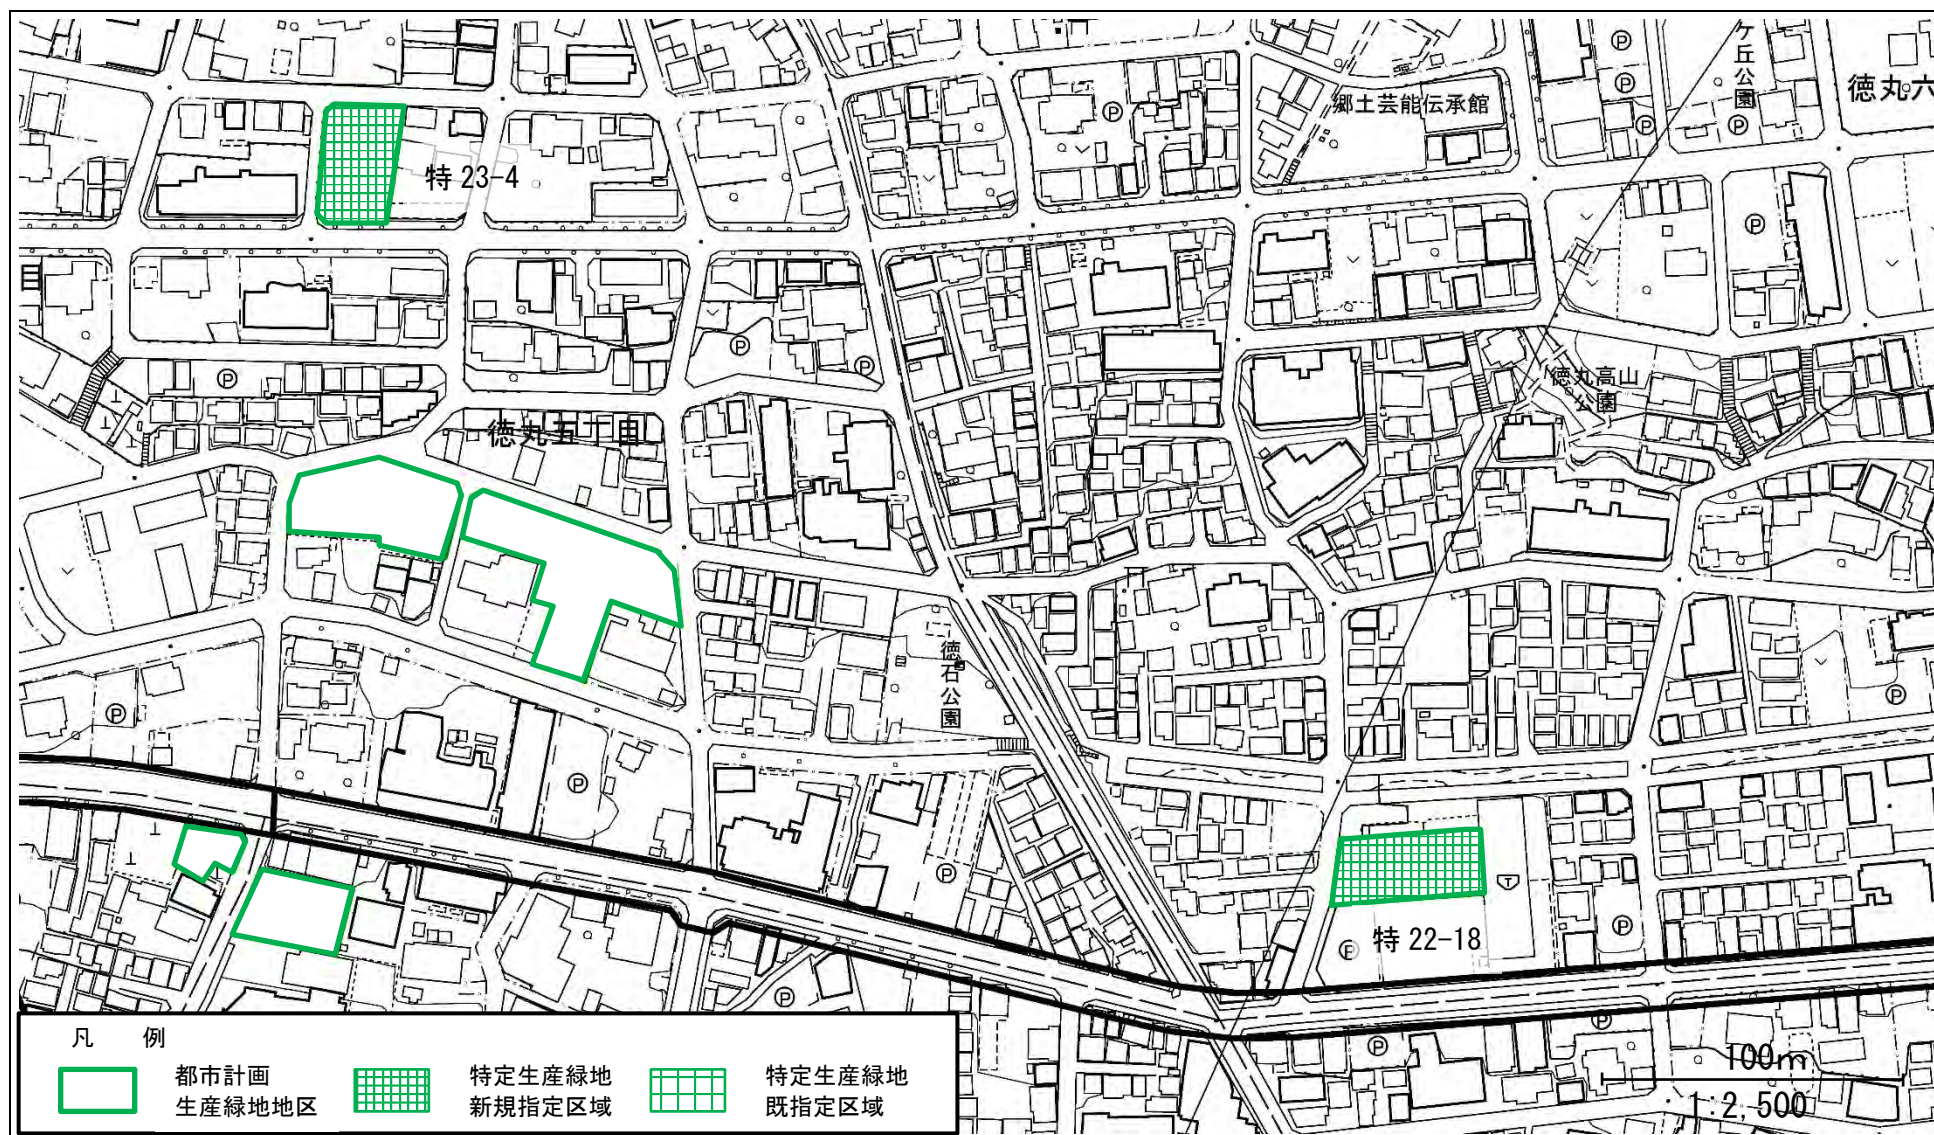 ケ丘公園
徳丸六
郷土芸能伝承館
Ⓟ
Ⓟ
Ⓟ
Ⓟ
Ⓟ
特 23-4
Ⓟ
Ⓟ
Ⓟ
Ⓟ
徳丸高山
公園
徳丸五丁目
徳石公園
Ⓟ
Ⓟ
Ⓟ
Ⓟ
T
特 22-18
Ⓕ
Ⓟ
Ⓟ
Ⓟ
Ⓟ
凡 例
都市計画
生産緑地地区
特定生産緑地
新規指定区域
特定生産緑地
既指定区域
100m
1:2,500